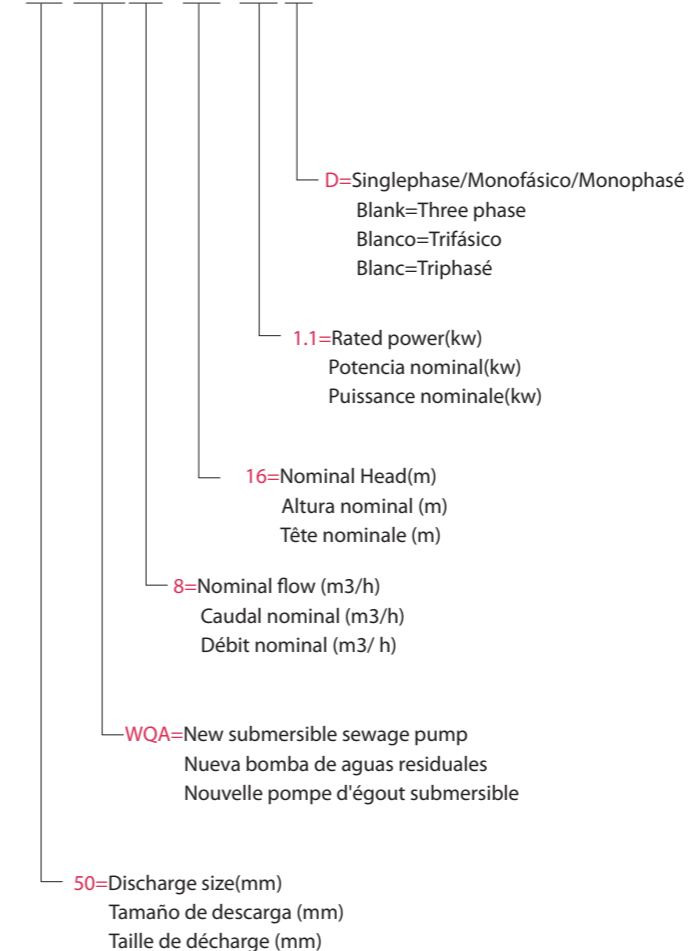 D=Singlephase/Monofásico/Monophasé
Blank=Three phase
Blanco=Trifásico
Blanc=Triphasé
1.1=Rated power(kw)
Potencia nominal(kw)
Puissance nominale(kw)
16=Nominal Head(m)
Altura nominal (m)
Tête nominale (m)
8=Nominal flow (m3/h)
Caudal nominal (m3/h)
Débit nominal (m3/ h)
WQA=New submersible sewage pump
Nueva bomba de aguas residuales
Nouvelle pompe d'égout submersible
50=Discharge size(mm)
Tamaño de descarga (mm)
Taille de décharge (mm)